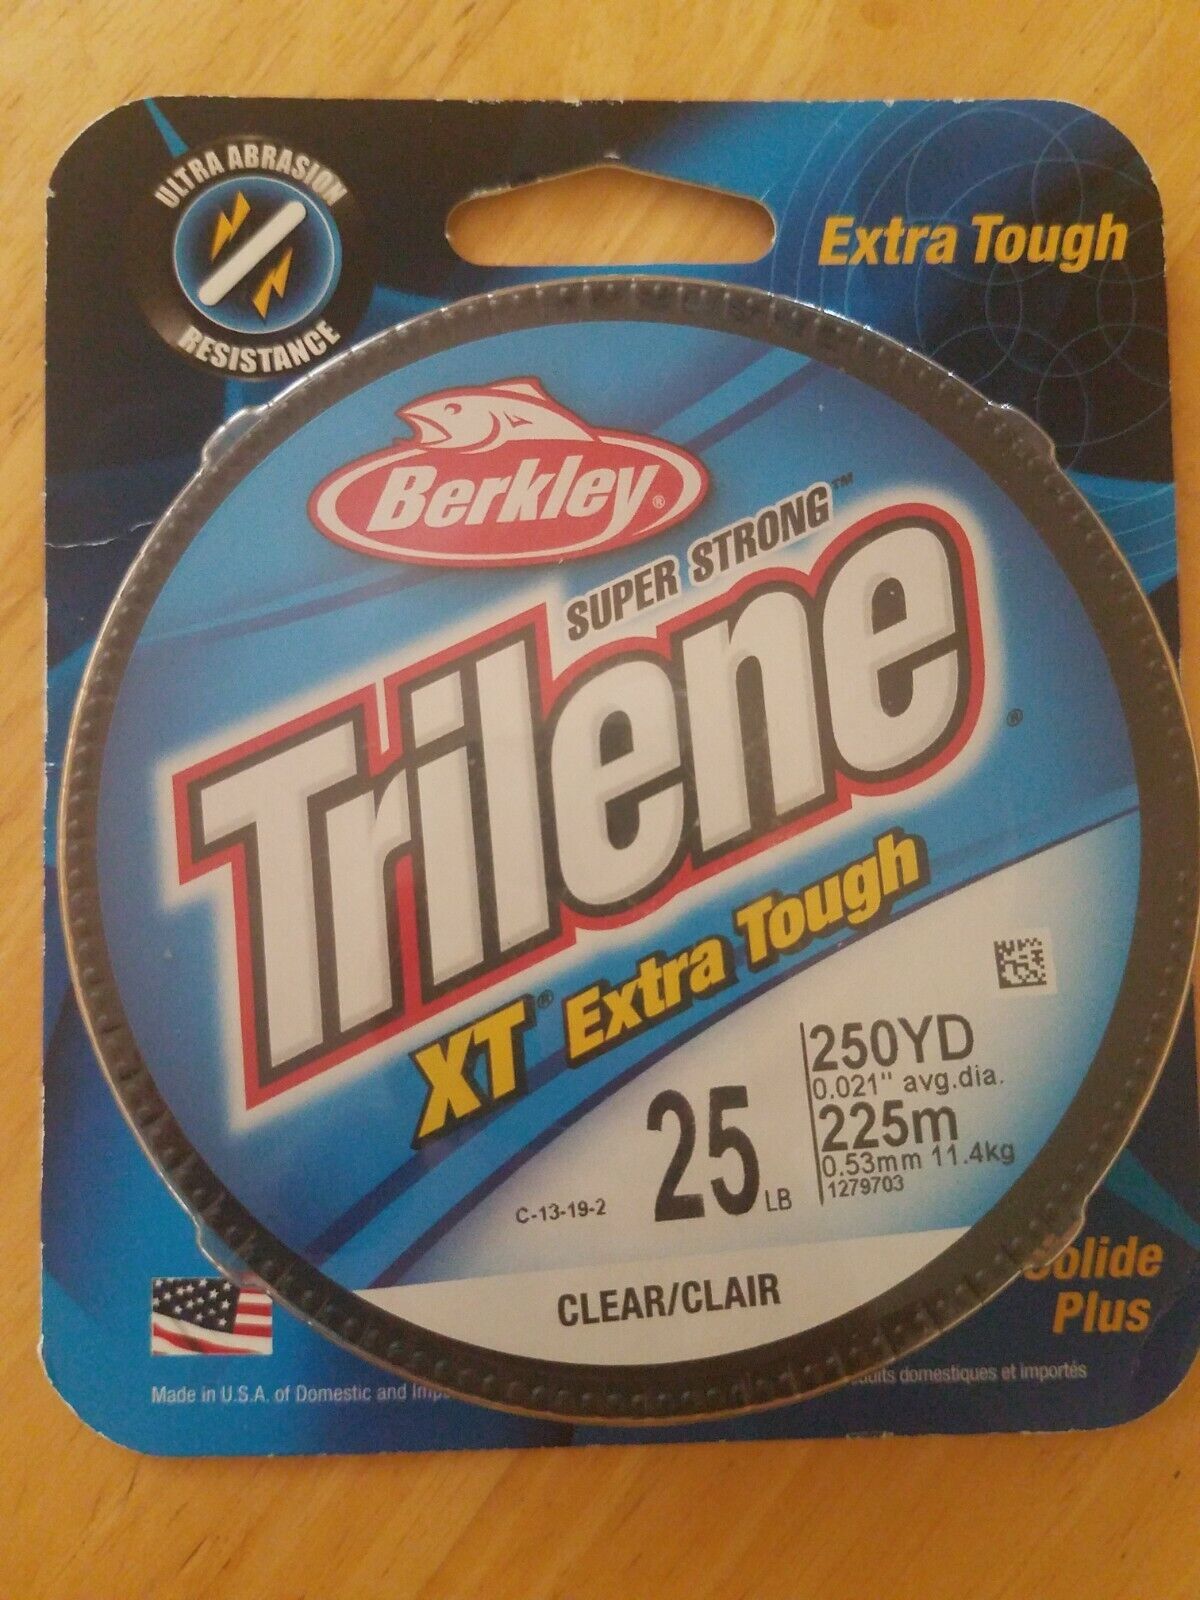 ULTRA ABRASION
RESISTANCE
Extra Tough
Berkley®
SUPER STRONG™
Trilene®
XT® Extra Tough
250YD
0.021" avg.dia.
225m
0.53mm 11.4kg
1279703
25 LB
C-13-19-2
CLEAR/CLAIR
Plus
Made in U.S.A. of Domestic and
domestiques et importés